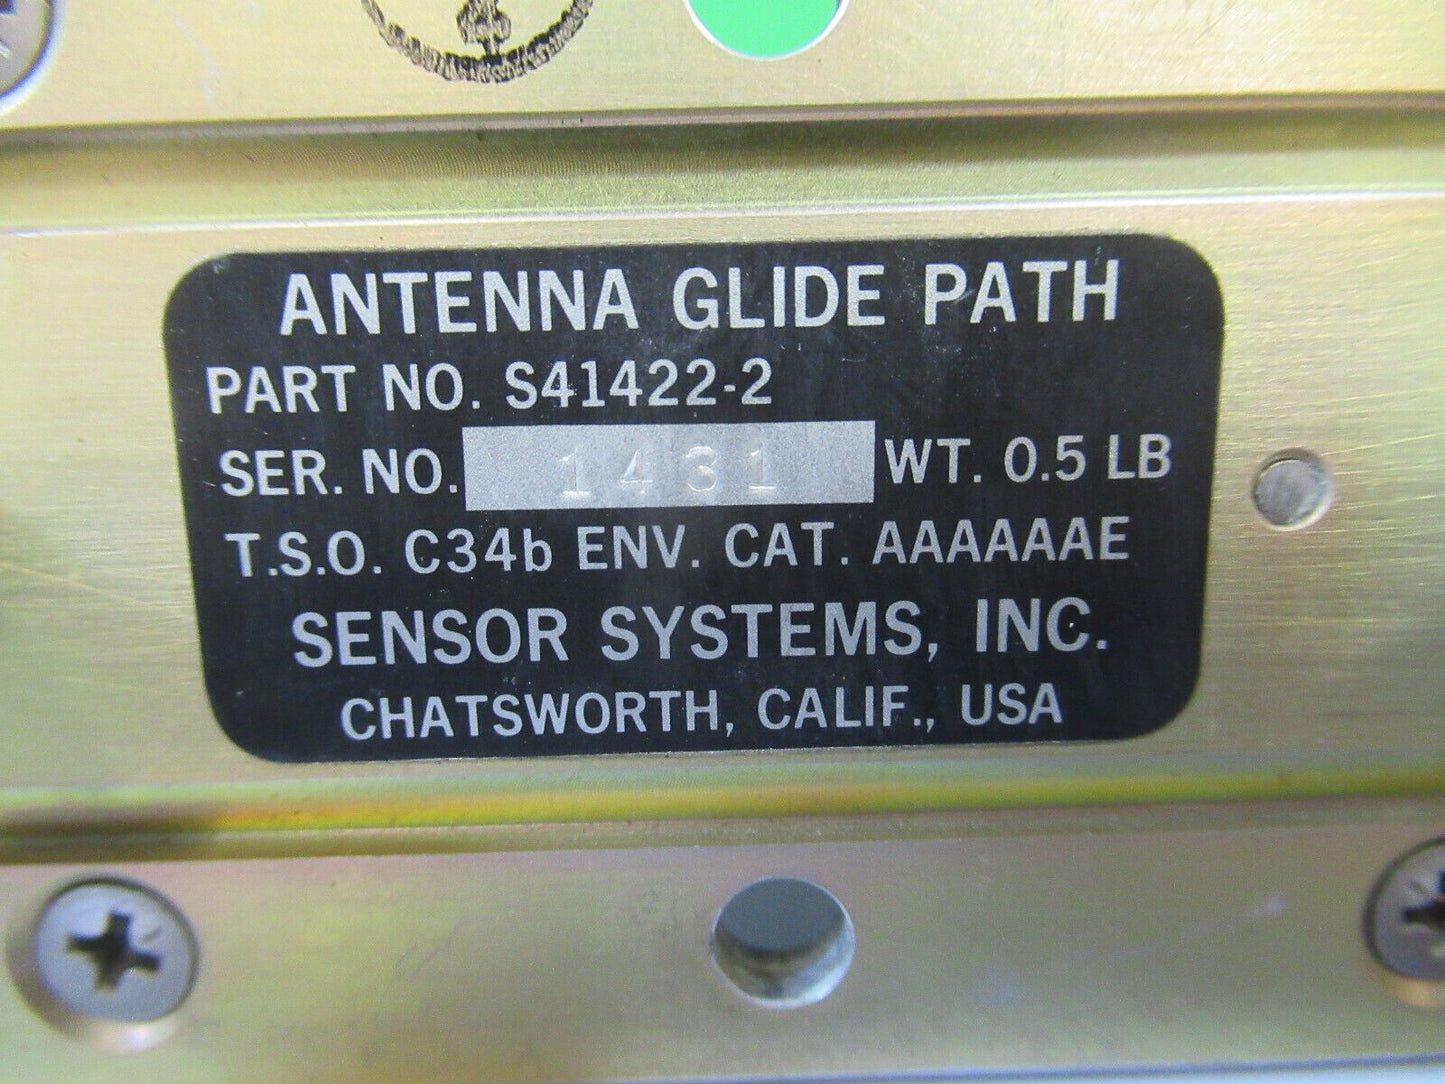 ANTENNA GLIDE PATH
PART NO. S41422-2
SER. NO. 1431 WT. 0.5 LB
T.S.O. C34b ENV. CAT. AAAAAAE
SENSOR SYSTEMS, INC.
CHATSWORTH, CALIF., USA